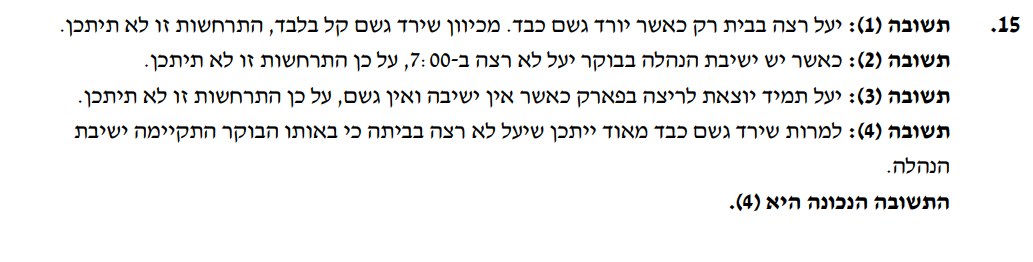 15. תשובה (1): יעל רצה בבית רק כאשר יורד גשם כבד. מכיוון שירד גשם קל בלבד, התרחשות זו לא תיתכן.
תשובה (2): כאשר יש ישיבת הנהלה בבוקר יעל לא רצה ב-7:00, על כן התרחשות זו לא תיתכן.
תשובה (3): יעל תמיד יוצאת לריצה בפארק כאשר אין ישיבה ואין גשם, על כן התרחשות זו לא תיתכן.
תשובה (4): למרות שירד גשם כבד מאוד ייתכן שיעל לא רצה בביתה כי באותו הבוקר התקיימה ישיבת
הנהלה.
התשובה הנכונה היא (4).